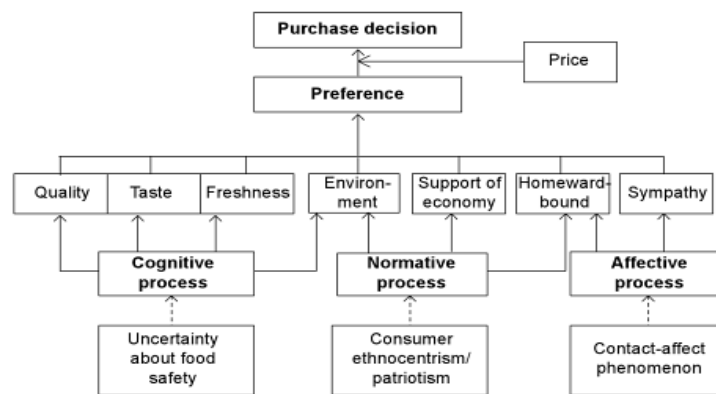 Purchase decision
Price
Preference
Quality
Taste
Freshness
Environ-
ment
Support of
economy
Homeward-
bound
Sympathy
Cognitive
process
Normative
process
Affective
process
Uncertainty
about food
safety
Consumer
ethnocentrism/
patriotism
Contact-affect
phenomenon